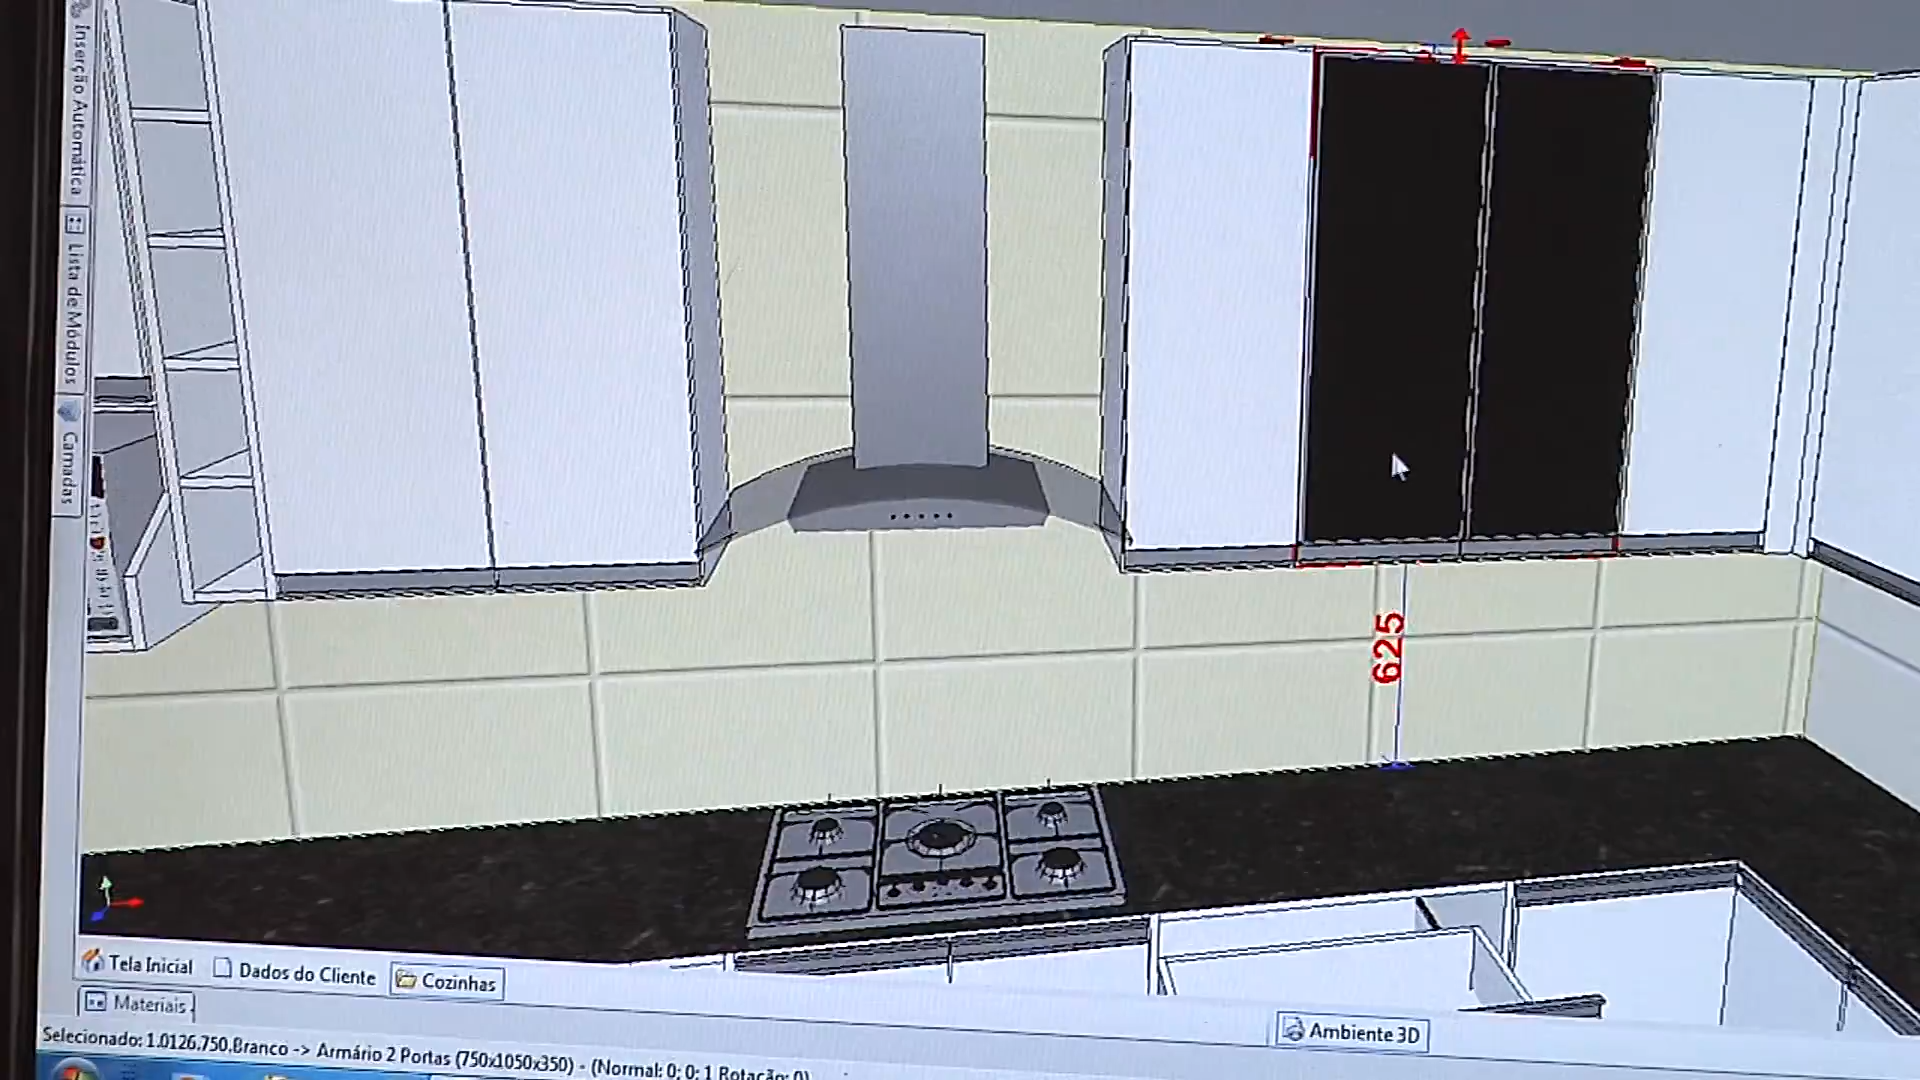 Inserção Automática
Lista de Módulos
Camadas
625
Tela Inicial
Dados do Cliente
Cozinhas
Materiais
Ambiente 3D
Selecionado: 1.0126.750.Branco -> Armário 2 Portas (750x1050x350) - (Normal: 0; 0; 1 Rotação: 0)